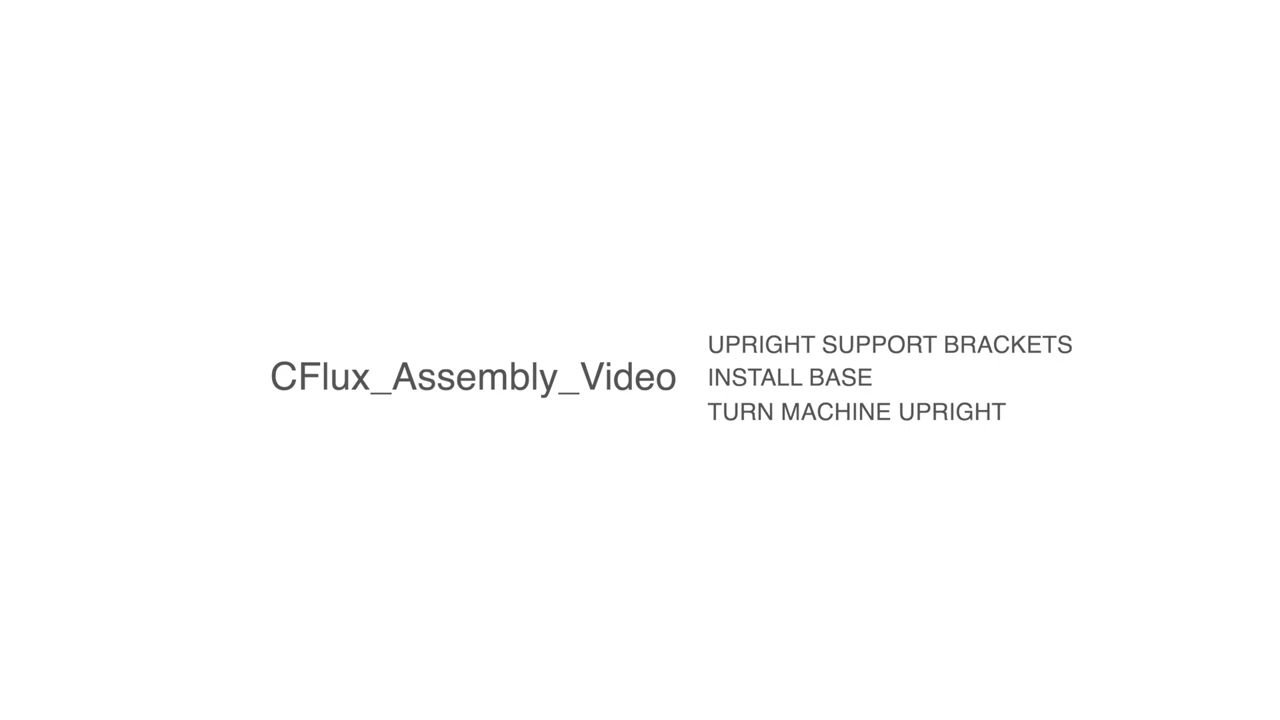 CFlux_Assembly_Video
UPRIGHT SUPPORT BRACKETS
INSTALL BASE
TURN MACHINE UPRIGHT